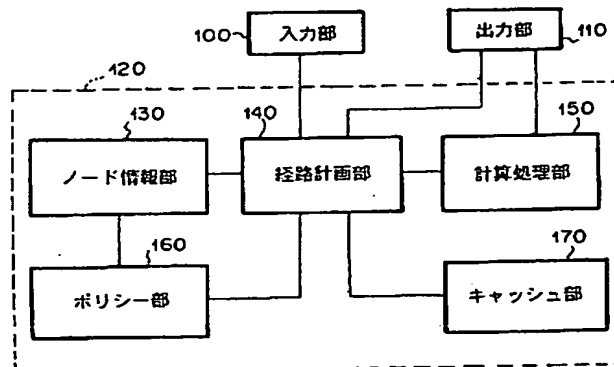 100 入力部
出力部 110
120
130
ノード情報部
140
経路計画部
150
計算処理部
160
ポリシー部
170
キャッシュ部